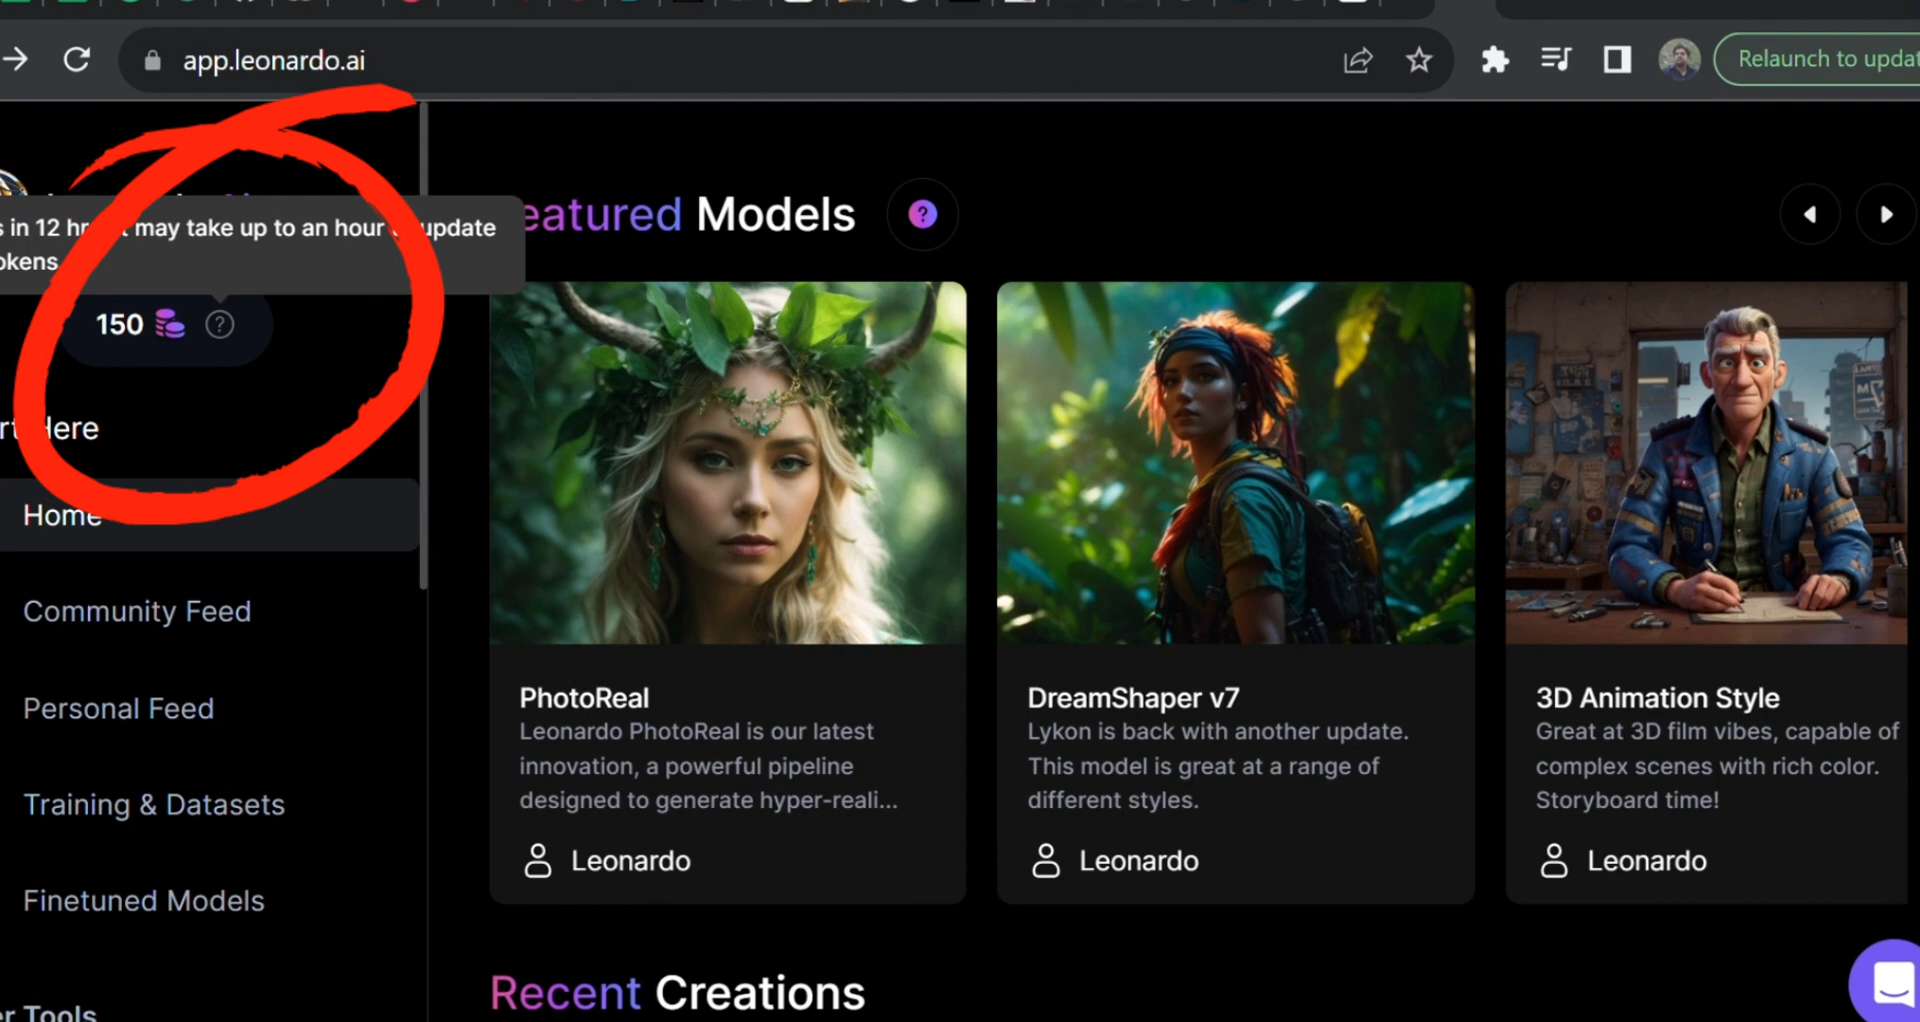 app.leonardo.ai
Relaunch to updat
s in 12 hr may take up to an hour update
okens
150
Here
Home
Community Feed
Personal Feed
Training & Datasets
Finetuned Models
er Tools
eatured Models
PhotoReal
Leonardo PhotoReal is our latest
innovation, a powerful pipeline
designed to generate hyper-reali...
Leonardo
DreamShaper v7
Lykon is back with another update.
This model is great at a range of
different styles.
Leonardo
3D Animation Style
Great at 3D film vibes, capable of
complex scenes with rich color.
Storyboard time!
Leonardo
Recent Creations